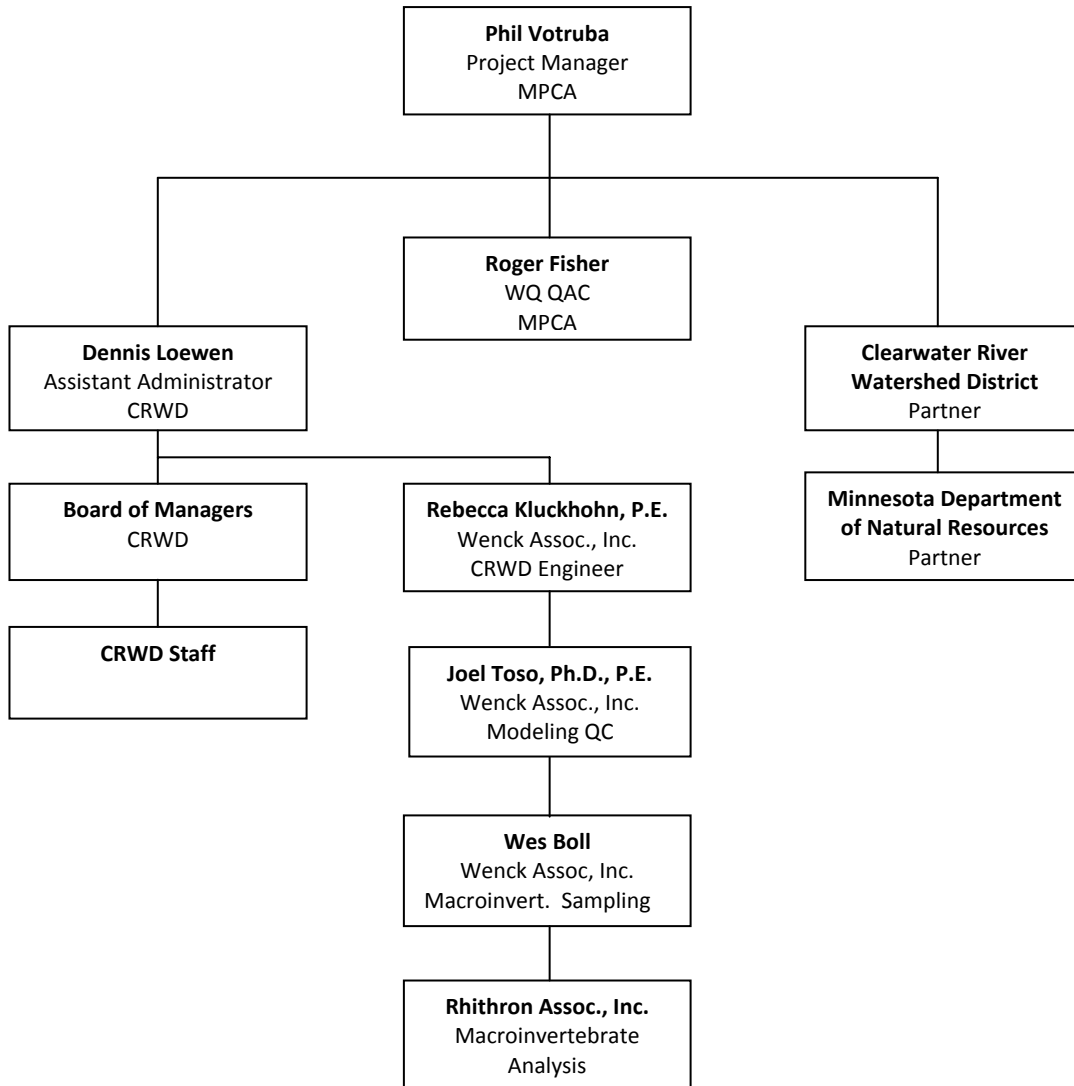 Phil Votruba
Project Manager
MPCA
Roger Fisher
WQ QAC
MPCA
Dennis Loewen
Assistant Administrator
CRWD
Clearwater River
Watershed District
Partner
Board of Managers
CRWD
Rebecca Kluckhohn, P.E.
Wenck Assoc., Inc.
CRWD Engineer
Minnesota Department
of Natural Resources
Partner
CRWD Staff
Joel Toso, Ph.D., P.E.
Wenck Assoc., Inc.
Modeling QC
Wes Boll
Wenck Assoc, Inc.
Macroinvert.  Sampling
Rhithron Assoc., Inc.
Macroinvertebrate
Analysis